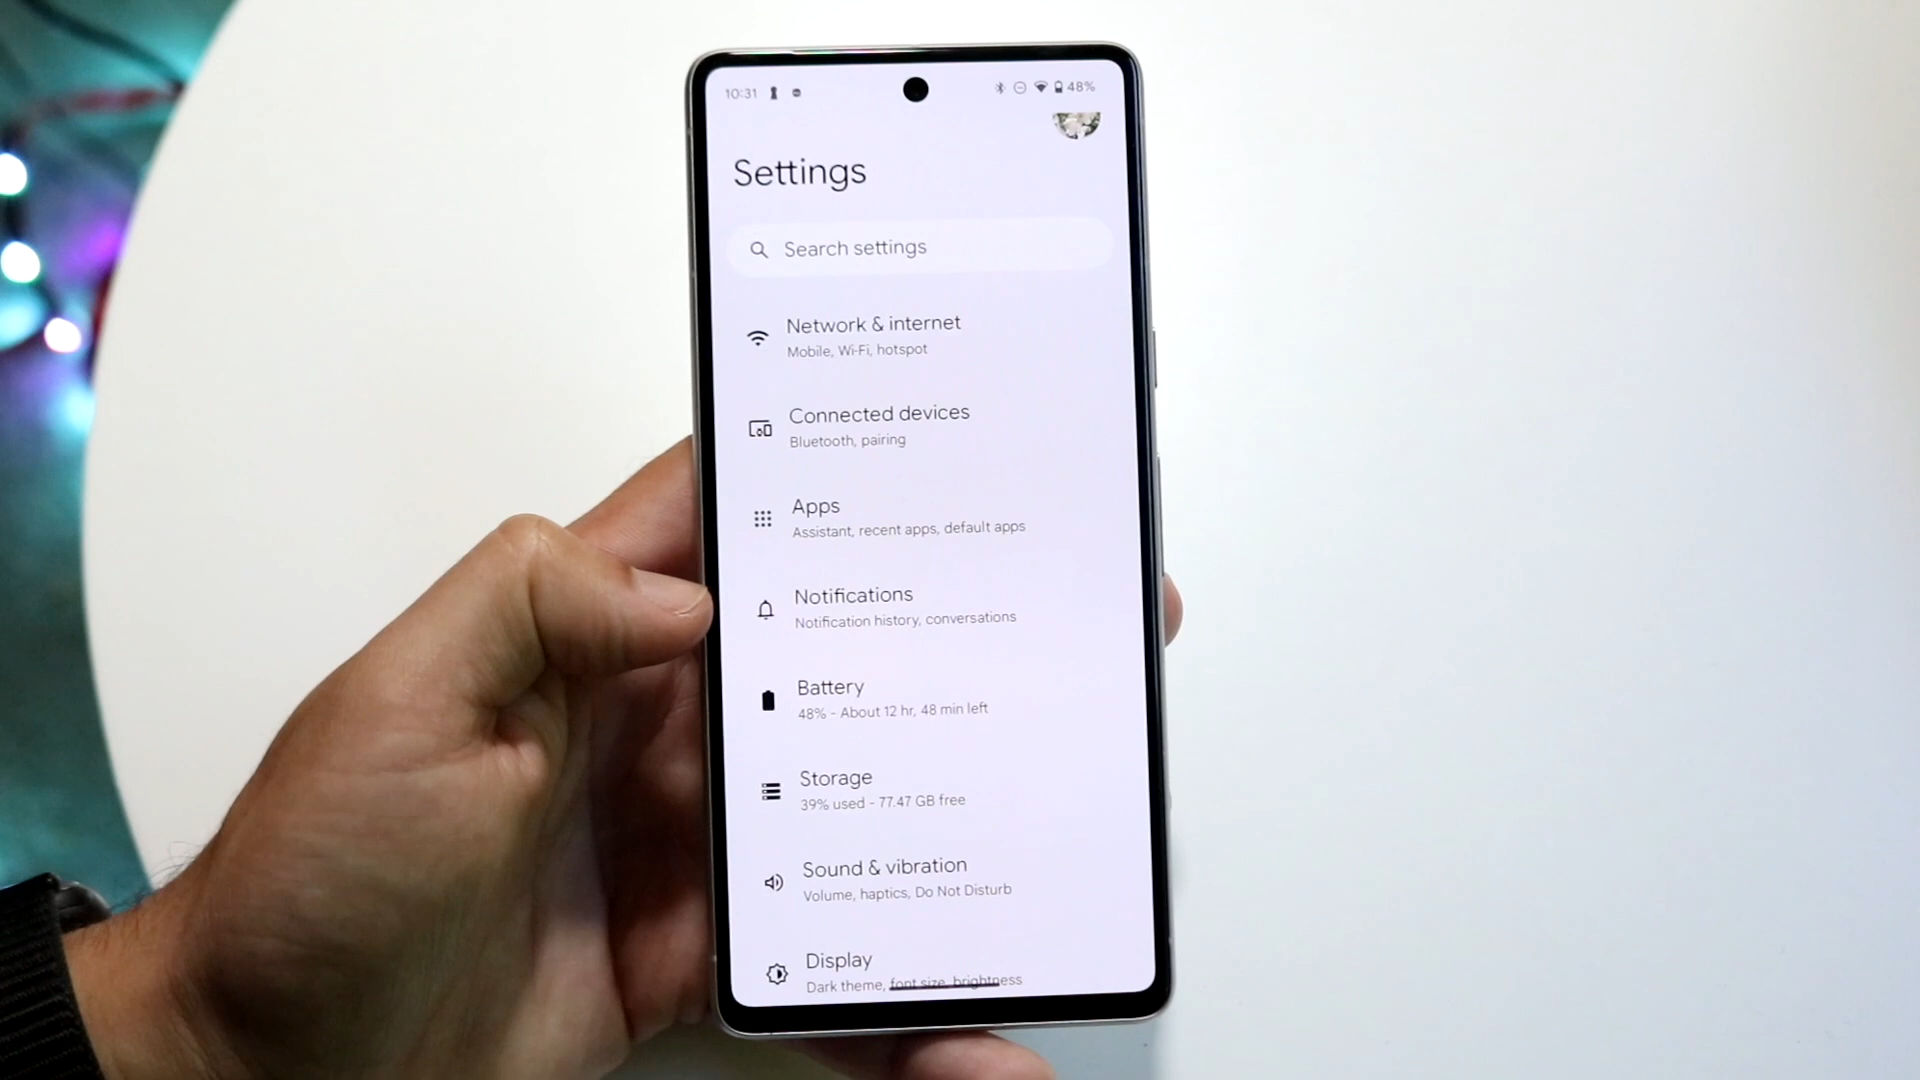 10:31 48%
Settings
Search settings
Network & internet
Mobile, Wi-Fi, hotspot
Connected devices
Bluetooth, pairing
Apps
Assistant, recent apps, default apps
Notifications
Notification history, conversations
Battery
48% - About 12 hr, 48 min left
Storage
39% used - 77.47 GB free
Sound & vibration
Volume, haptics, Do Not Disturb
Display
Dark theme, font size, brightness